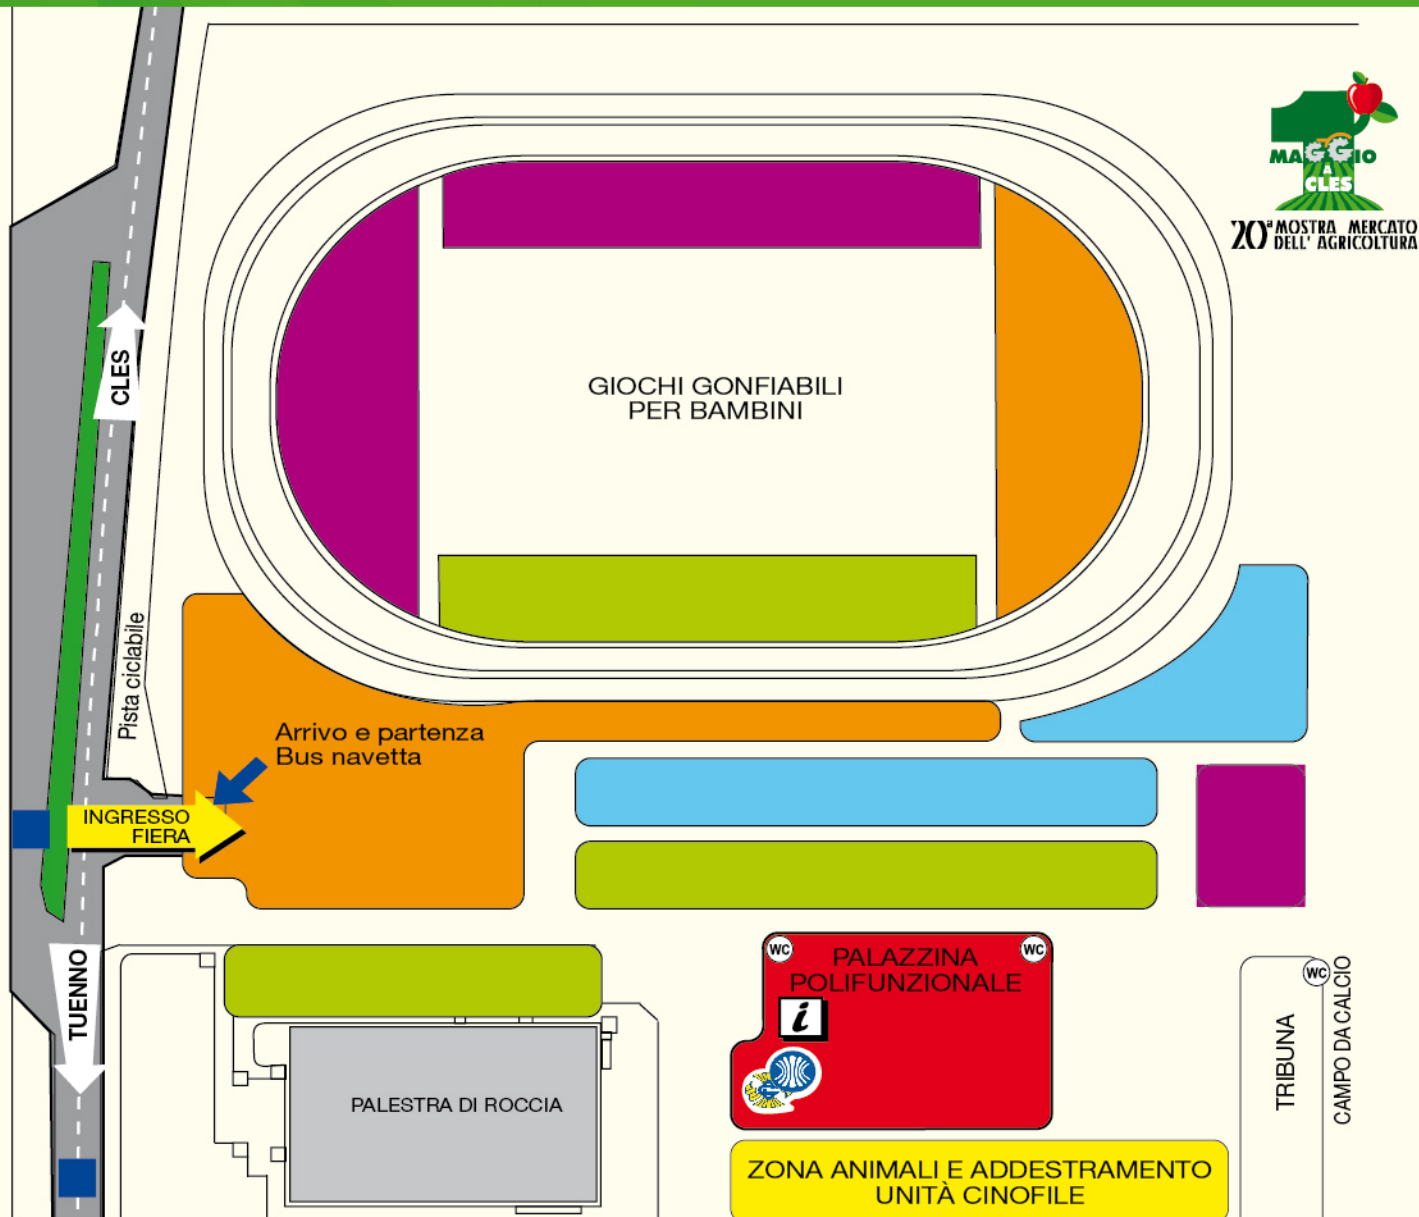 1
MAGGIO
A
CLES
20ª MOSTRA MERCATO
DELL' AGRICOLTURA
CLES
GIOCHI GONFIABILI
PER BAMBINI
Pista ciclabile
Arrivo e partenza
Bus navetta
INGRESSO
FIERA
TUENNO
WC
WC
PALAZZINA
POLIFUNZIONALE
i
WC
TRIBUNA
CAMPO DA CALCIO
PALESTRA DI ROCCIA
ZONA ANIMALI E ADDESTRAMENTO
UNITÀ CINOFILE